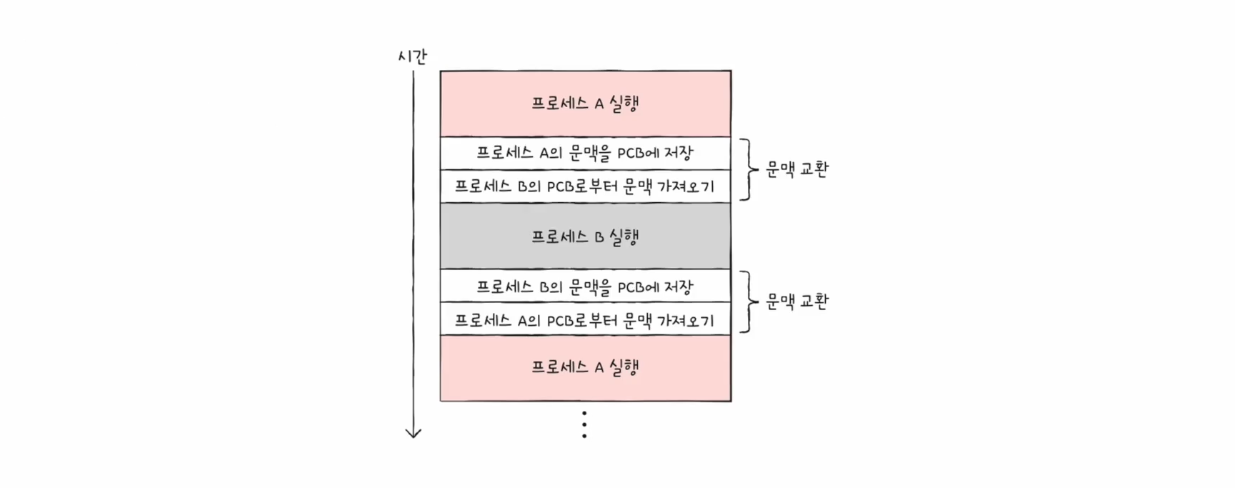 시간
프로세스 A 실행
프로세스 A의 문맥을 PCB에 저장
프로세스 B의 PCB로부터 문맥 가져오기
문맥 교환
프로세스 B 실행
프로세스 B의 문맥을 PCB에 저장
프로세스 A의 PCB로부터 문맥 가져오기
문맥 교환
프로세스 A 실행